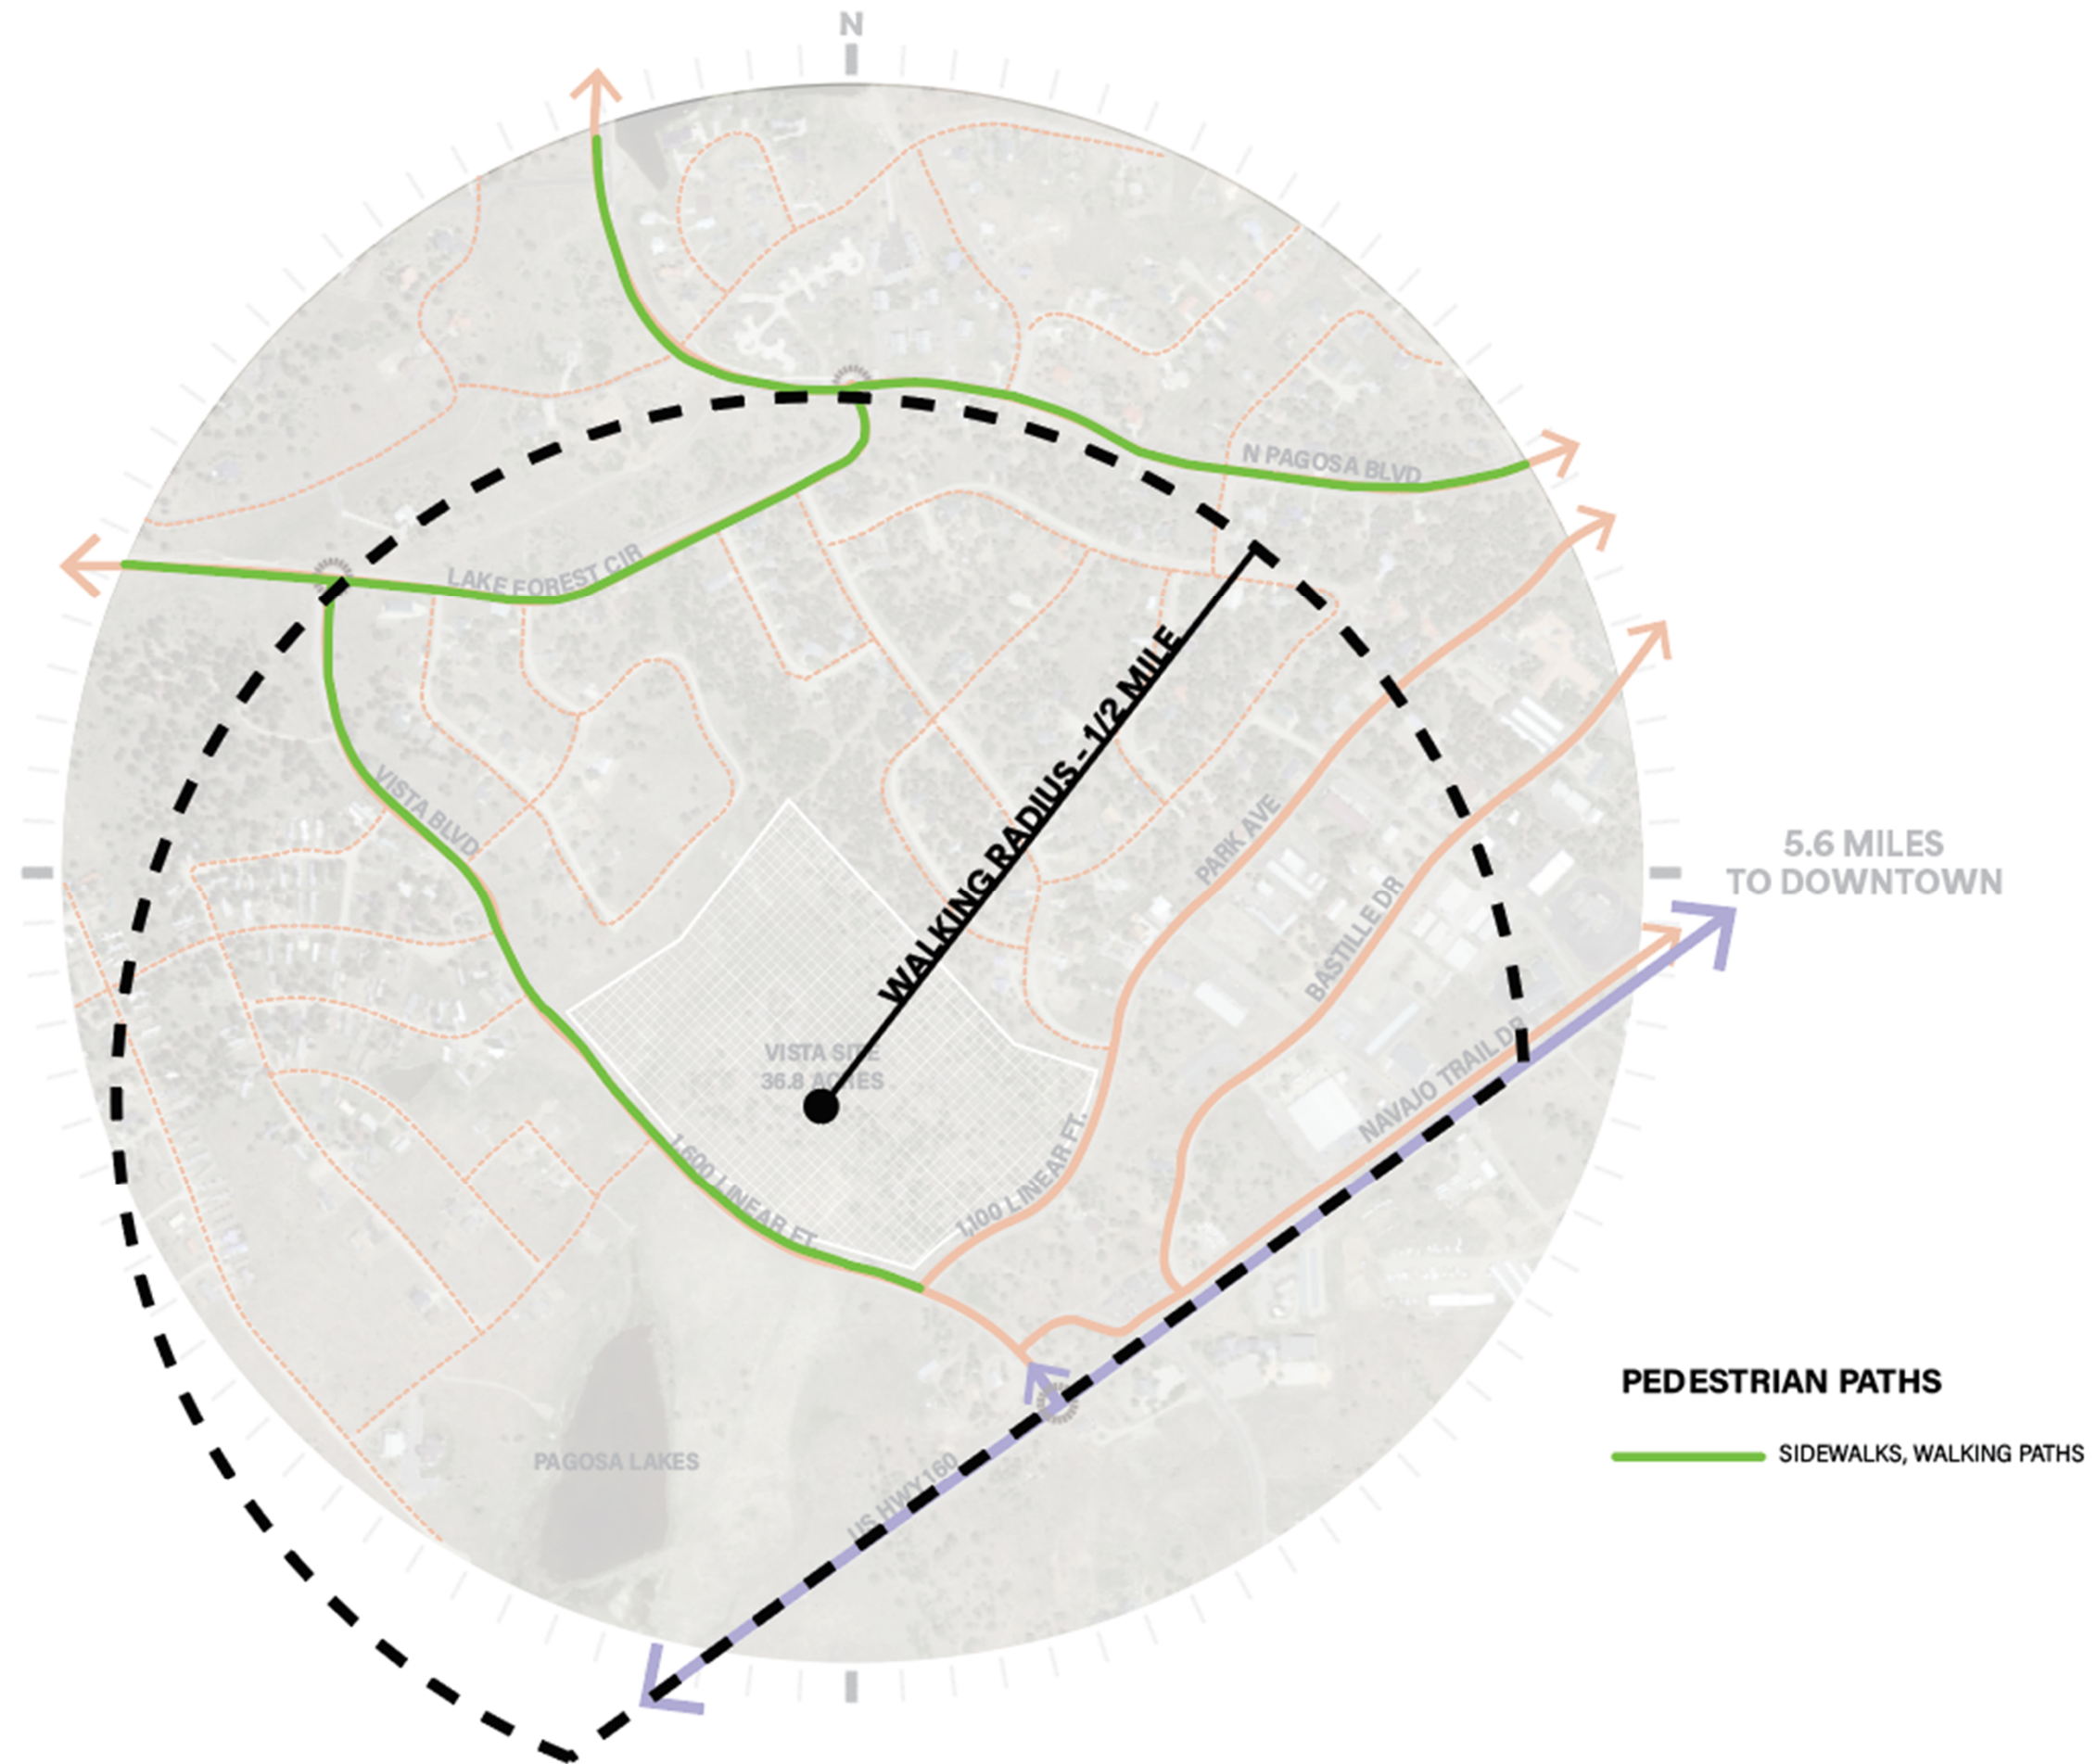 N
N PAGOSA BLVD
LAKE FOREST CIR
WALKING RADIUS - 1/2 MILE
VISTA BLVD
PARK AVE
5.6 MILES
TO DOWNTOWN
BASTILLE DR
VISTA SITE
36.8 ACRES
NAVAJO TRAIL DR
1,600 LINEAR FT.
1,100 LINEAR FT.
PEDESTRIAN PATHS
SIDEWALKS, WALKING PATHS
PAGOSA LAKES
US HWY160